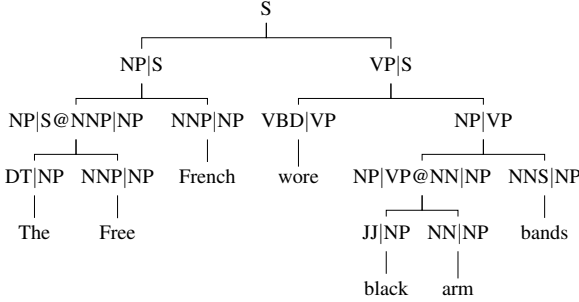 S
NP|S VP|S
NP|S@NNP|NP NNP|NP VBD|VP NP|VP
DT|NP NNP|NP French wore NP|VP@NN|NP NNS|NP
The Free JJ|NP NN|NP bands
black arm